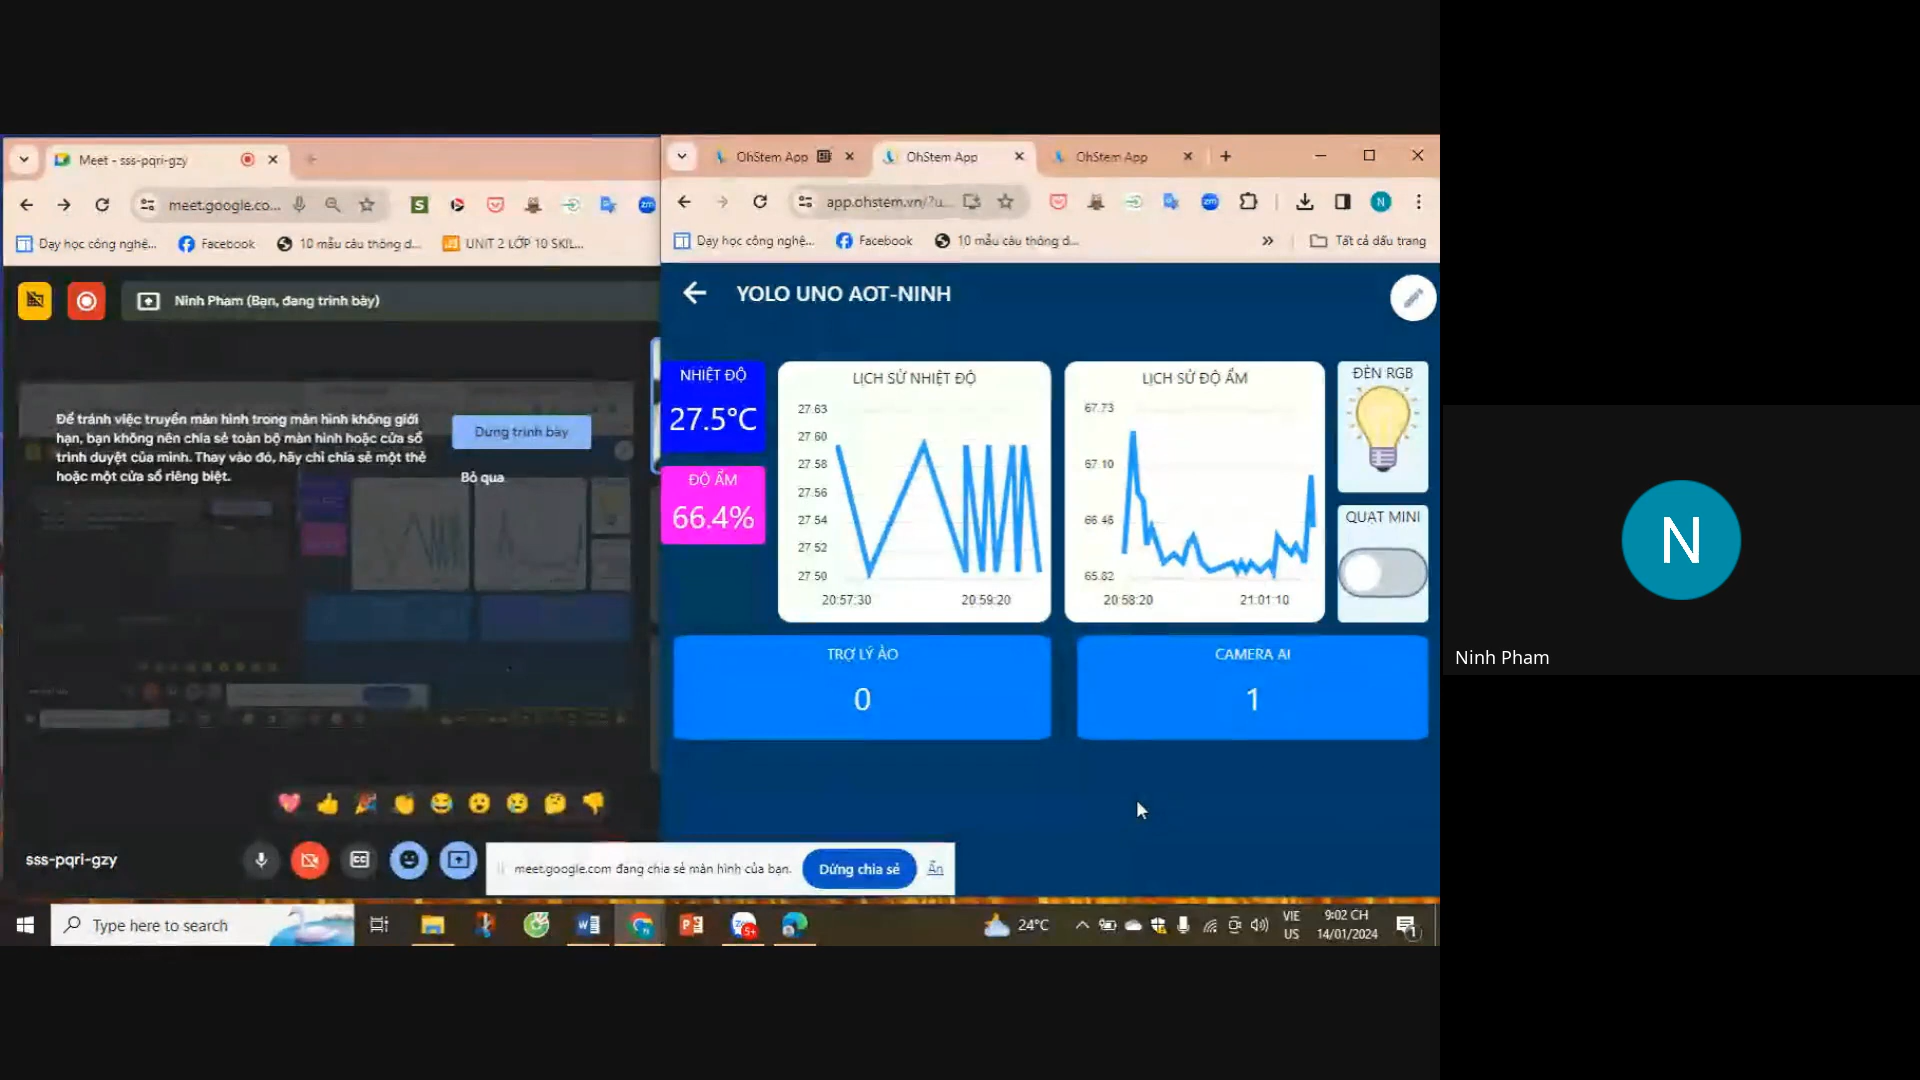 Meet - sss-pqri-gzy
meet.google.co...
Dạy học công nghệ...
Facebook
10 mẫu câu thông d...
UNIT 2 LỚP 10 SKIL...
Ninh Pham (Bạn, đang trình bày)
Để tránh việc truyền màn hình trong màn hình không giới
hạn, bạn không nên chia sẻ toàn bộ màn hình hoặc cửa sổ
trình duyệt của mình. Thay vào đó, hãy chỉ chia sẻ một thẻ
hoặc một cửa sổ riêng biệt.
Dừng trình bày
Bỏ qua
sss-pqri-gzy
meet.google.com đang chia sẻ màn hình của bạn.
Dừng chia sẻ
Ẩn
OhStem App
OhStem App
OhStem App
app.ohstem.vn/?u...
Dạy học công nghệ...
Facebook
10 mẫu câu thông d...
Tất cả dấu trang
YOLO UNO AOT-NINH
NHIỆT ĐỘ
27.5°C
ĐỘ ẨM
66.4%
LỊCH SỬ NHIỆT ĐỘ
27.63
27.60
27.58
27.56
27.54
27.52
27.50
20:57:30
20:59:20
LỊCH SỬ ĐỘ ẨM
67.73
67.10
66.46
65.82
20:58:20
21:01:10
ĐÈN RGB
QUẠT MINI
TRỢ LÝ ẢO
0
CAMERA AI
1
Type here to search
24°C
VIE
US
9:02 CH
14/01/2024
N
Ninh Pham